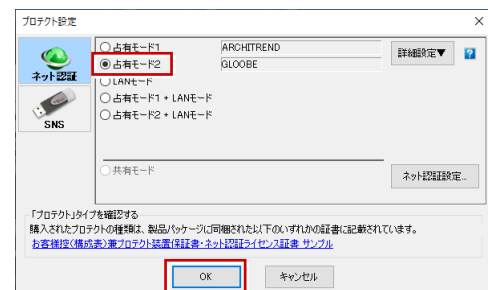 プロテクト設定
ネット認証
SNS
占有モード1 ARCHITREND
占有モード2 GLOOBE
LANモード
占有モード1 + LANモード
占有モード2 + LANモード
共有モード
詳細設定▼
ネット認証設定...
「プロテクト」タイプを確認する
購入されたプロテクトの種類は、製品パッケージに同梱された以下のいずれかの証書に記載されています。
お客様控(構成表)兼プロテクト装置保証書・ネット認証ライセンス証書 サンプル
OK キャンセル